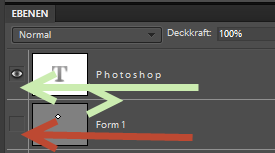 EBENEN
Normal Deckkraft: 100%
T Photoshop
Form 1